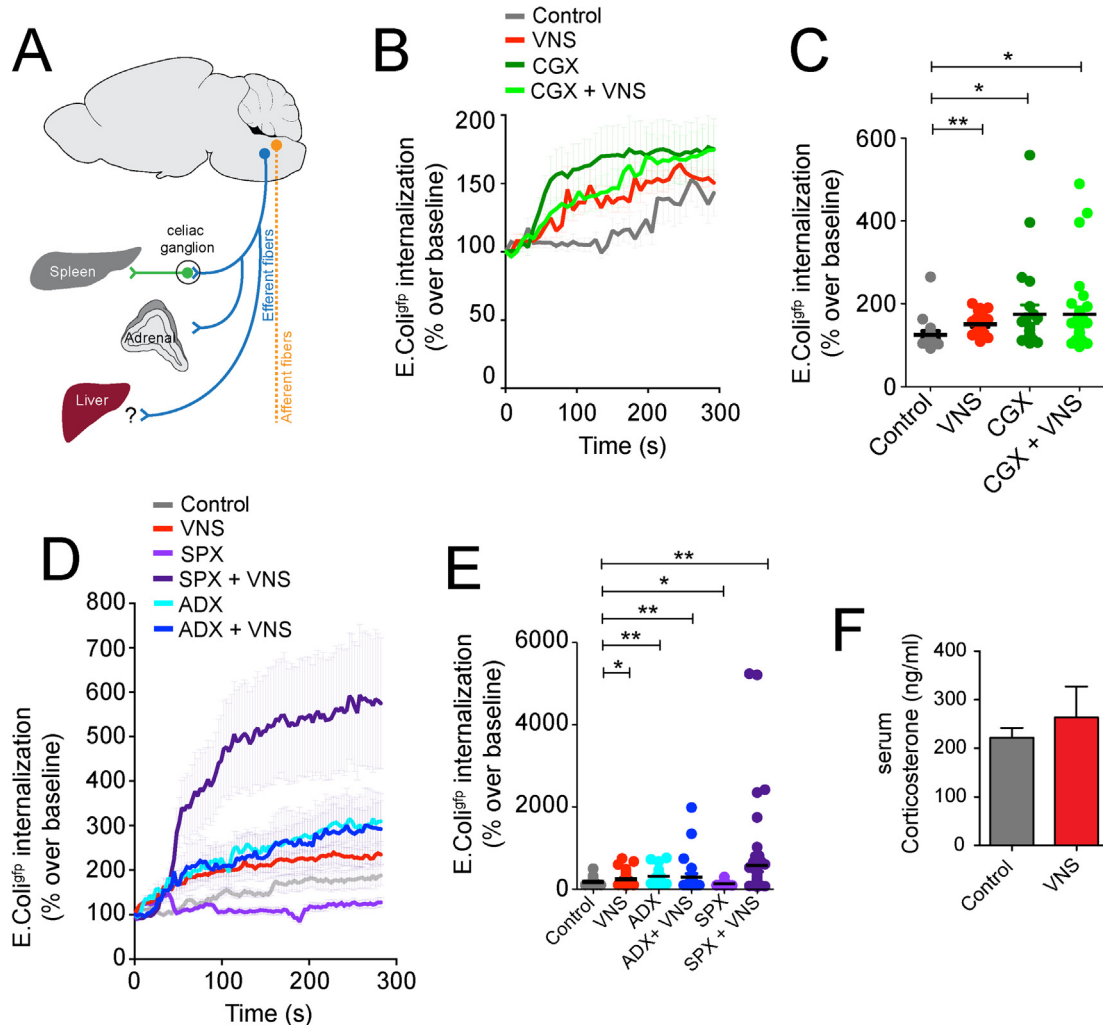 A
celiac
ganglion
Spleen
Adrenal
Liver
?
Efferent fibers
Afferent fibers
B
Control
VNS
CGX
CGX + VNS
E.Coliᵍᶠᵖ internalization
(% over baseline)
200
150
100
50
0
0 100 200 300
Time (s)
C
* 
*
**
E.Coliᵍᶠᵖ internalization
(% over baseline)
600
400
200
0
Control
VNS
CGX
CGX + VNS
D
Control
VNS
SPX
SPX + VNS
ADX
ADX + VNS
E.Coliᵍᶠᵖ internalization
(% over baseline)
800
700
600
500
400
300
200
100
0
0 100 200 300
Time (s)
E
**
*
**
**
*
E.Coliᵍᶠᵖ internalization
(% over baseline)
6000
4000
2000
0
Control
VNS
ADX
ADX+ VNS
SPX
SPX + VNS
F
serum
Corticosterone (ng/ml)
400
300
200
100
0
Control
VNS